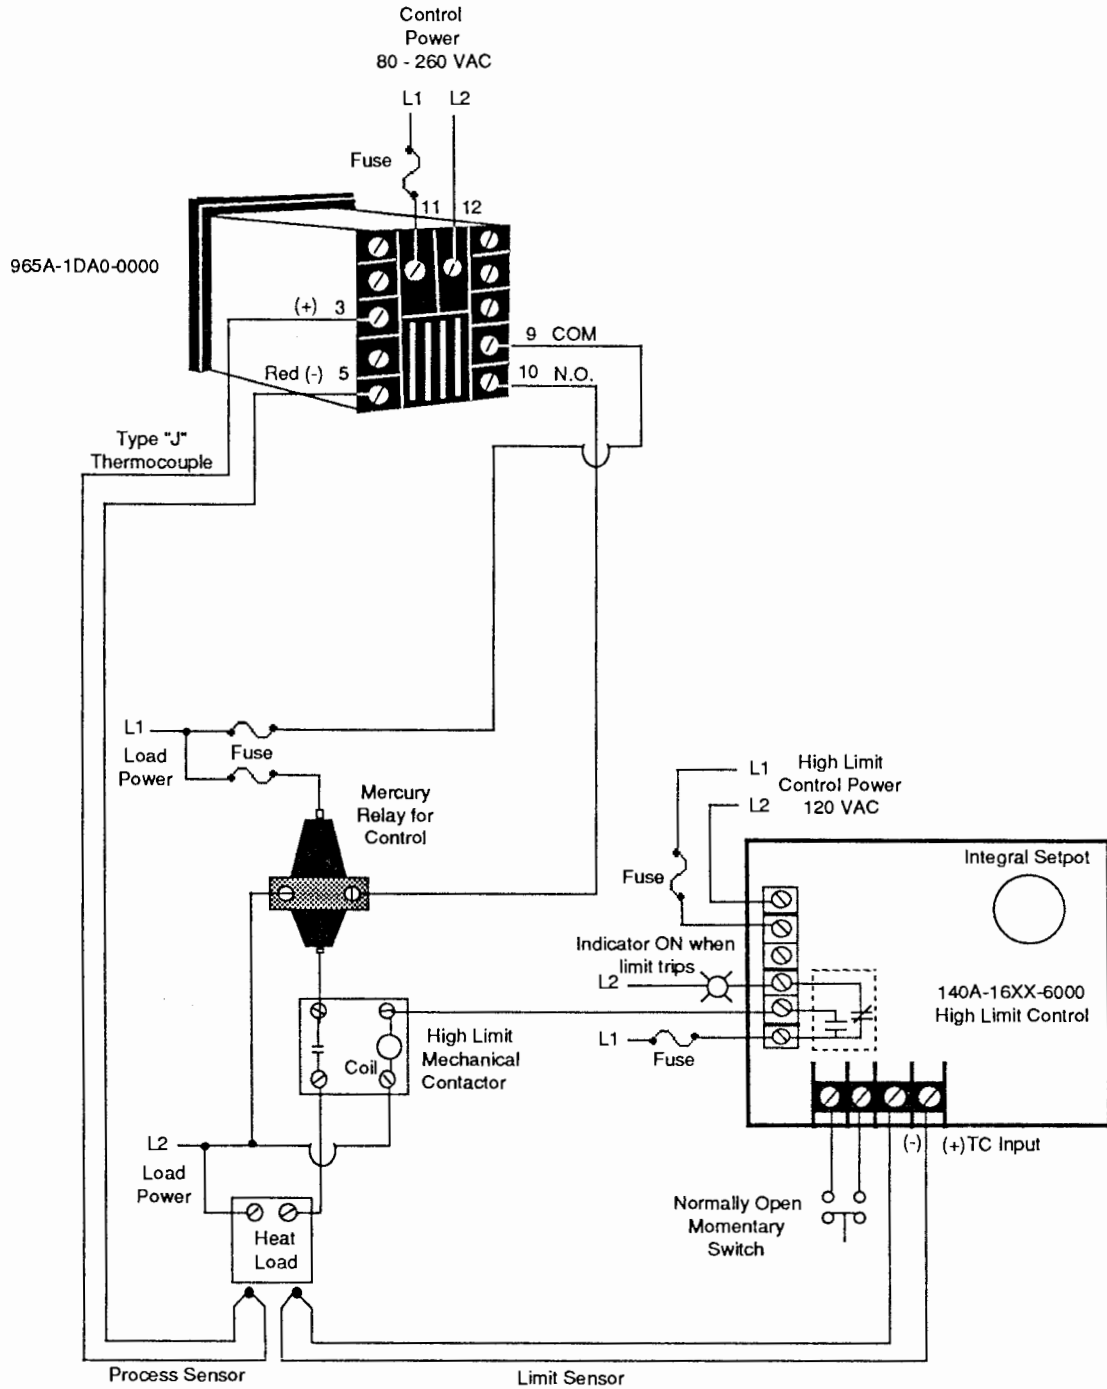 Control
Power
80 - 260 VAC
L1 L2
Fuse
11 12
965A-1DA0-0000
(+) 3
9 COM
Red (-) 5
10 N.O.
Type "J"
Thermocouple
L1
Load
Power
Fuse
Mercury
Relay for
Control
L1
L2
High Limit
Control Power
120 VAC
Integral Setpot
Fuse
Indicator ON when
limit trips
L2
140A-16XX-6000
High Limit Control
L1
Fuse
High Limit
Mechanical
Contactor
Coil
L2
Load
Power
(-) (+)TC Input
Normally Open
Momentary
Switch
Heat
Load
Process Sensor
Limit Sensor